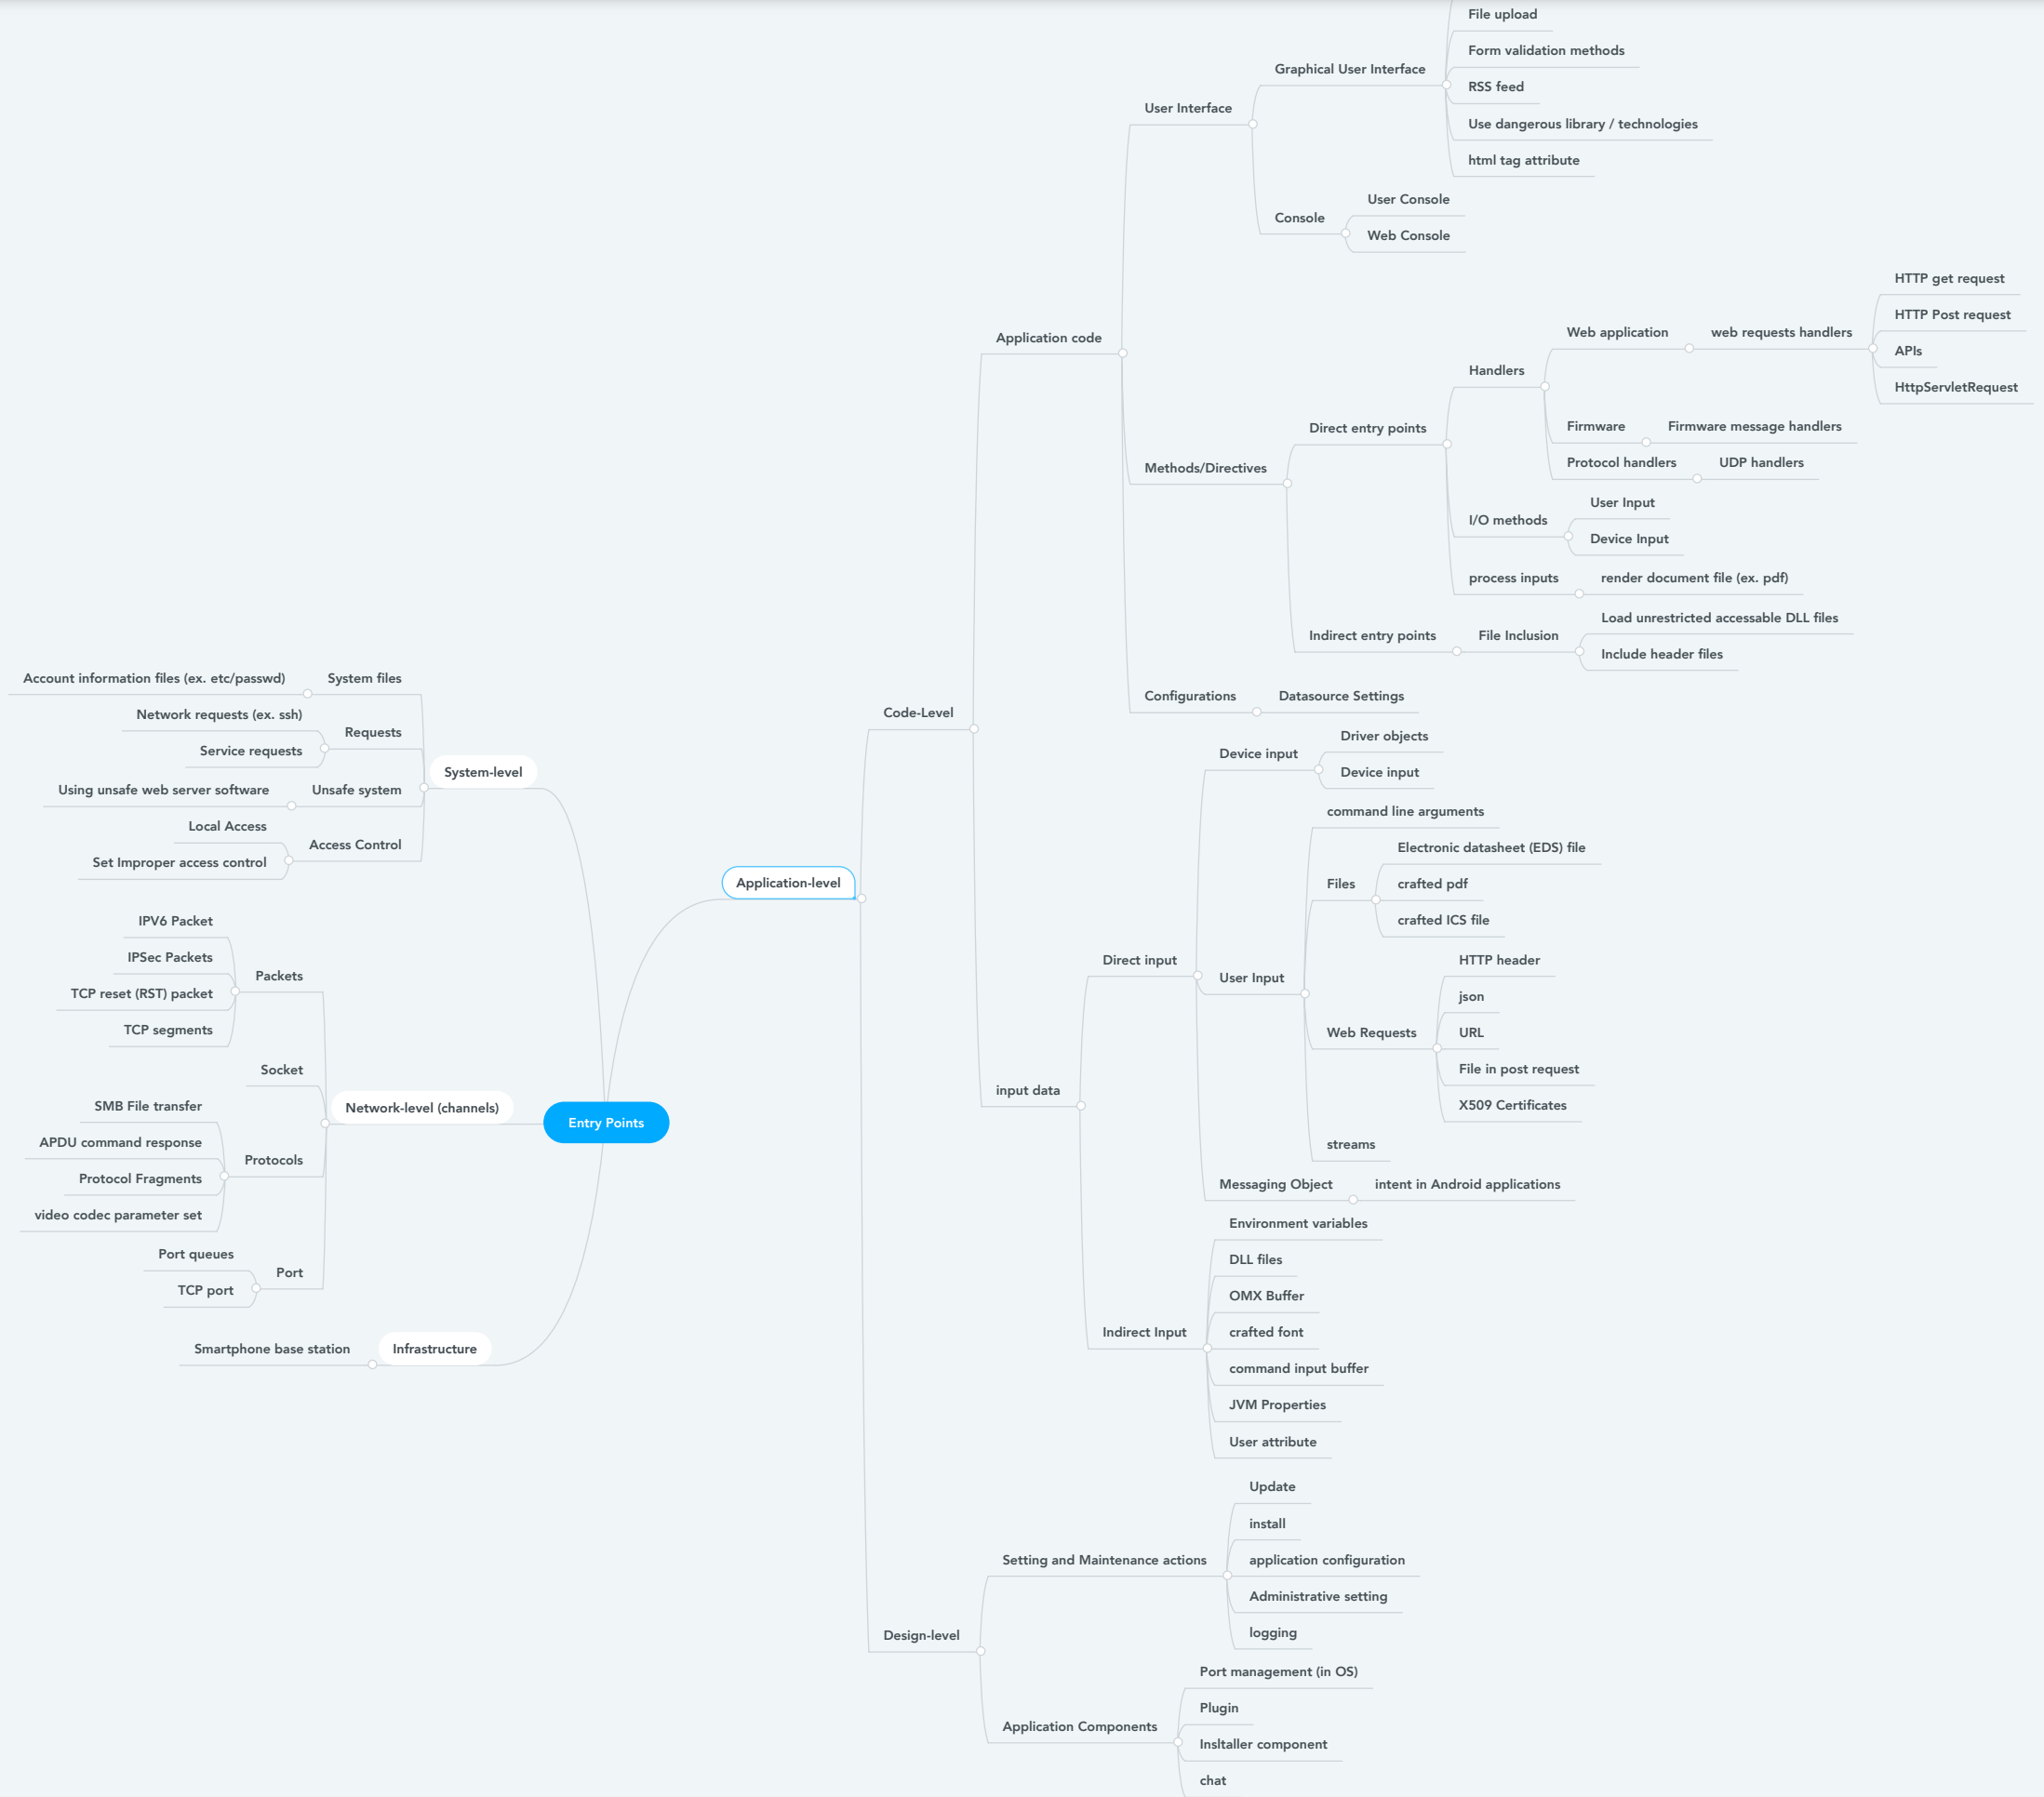 File upload
Form validation methods
Graphical User Interface
RSS feed
User Interface
Use dangerous library / technologies
html tag attribute
User Console
Console
Web Console
HTTP get request
HTTP Post request
Web application
web requests handlers
Application code
APIs
Handlers
HttpServletRequest
Direct entry points
Firmware
Firmware message handlers
Methods/Directives
Protocol handlers
UDP handlers
User Input
I/O methods
Device Input
process inputs
render document file (ex. pdf)
Load unrestricted accessable DLL files
Indirect entry points
File Inclusion
Include header files
Configurations
Datasource Settings
Code-Level
Driver objects
Device input
Device input
command line arguments
Electronic datasheet (EDS) file
Files
crafted pdf
crafted ICS file
Direct input
User Input
HTTP header
json
Web Requests
URL
File in post request
input data
X509 Certificates
streams
Messaging Object
intent in Android applications
Environment variables
DLL files
OMX Buffer
Indirect Input
crafted font
command input buffer
JVM Properties
User attribute
Update
install
Setting and Maintenance actions
application configuration
Administrative setting
Design-level
logging
Port management (in OS)
Plugin
Application Components
Insltaller component
chat
Application-level
Entry Points
Account information files (ex. etc/passwd)
System files
Network requests (ex. ssh)
Requests
Service requests
System-level
Using unsafe web server software
Unsafe system
Local Access
Access Control
Set Improper access control
IPV6 Packet
IPSec Packets
Packets
TCP reset (RST) packet
TCP segments
Socket
Network-level (channels)
SMB File transfer
APDU command response
Protocols
Protocol Fragments
video codec parameter set
Port queues
Port
TCP port
Smartphone base station
Infrastructure